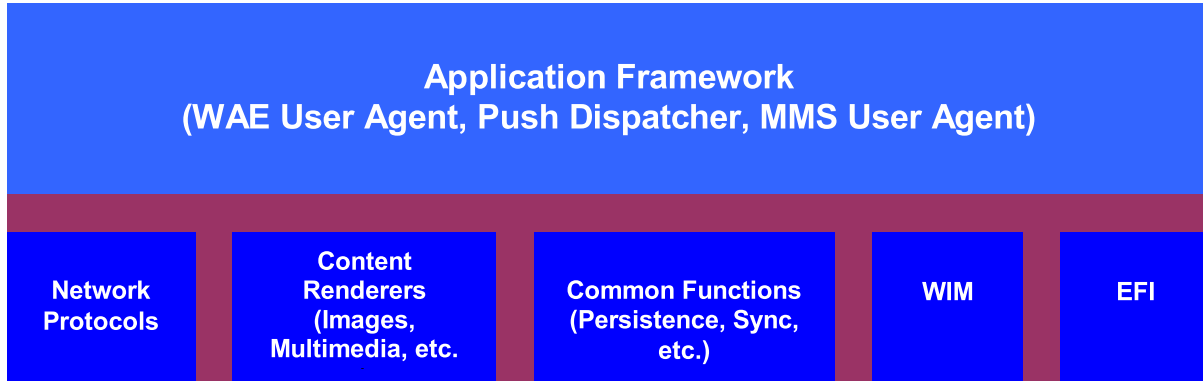 Application Framework
(WAE User Agent, Push Dispatcher, MMS User Agent)
Network
Protocols
Content
Renderers
(Images,
Multimedia, etc.
Common Functions
(Persistence, Sync,
etc.)
WIM
EFI